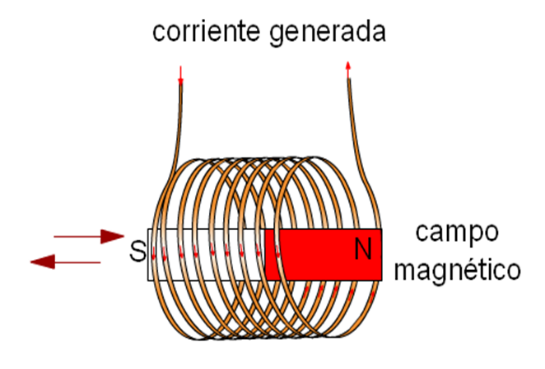 corriente generada
S
N
campo
magnético